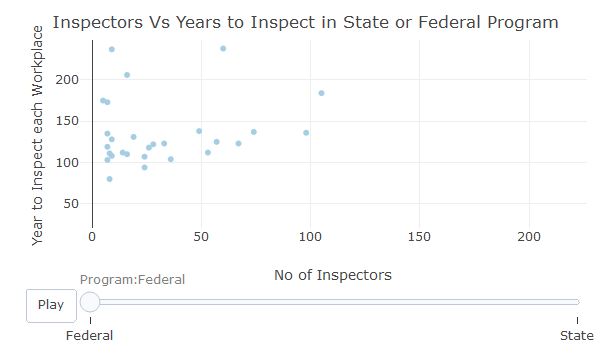 Inspectors Vs Years to Inspect in State or Federal Program
Year to Inspect each Workplace
200
150
100
50
0
50
100
150
200
No of Inspectors
Program:Federal
Play
Federal
State